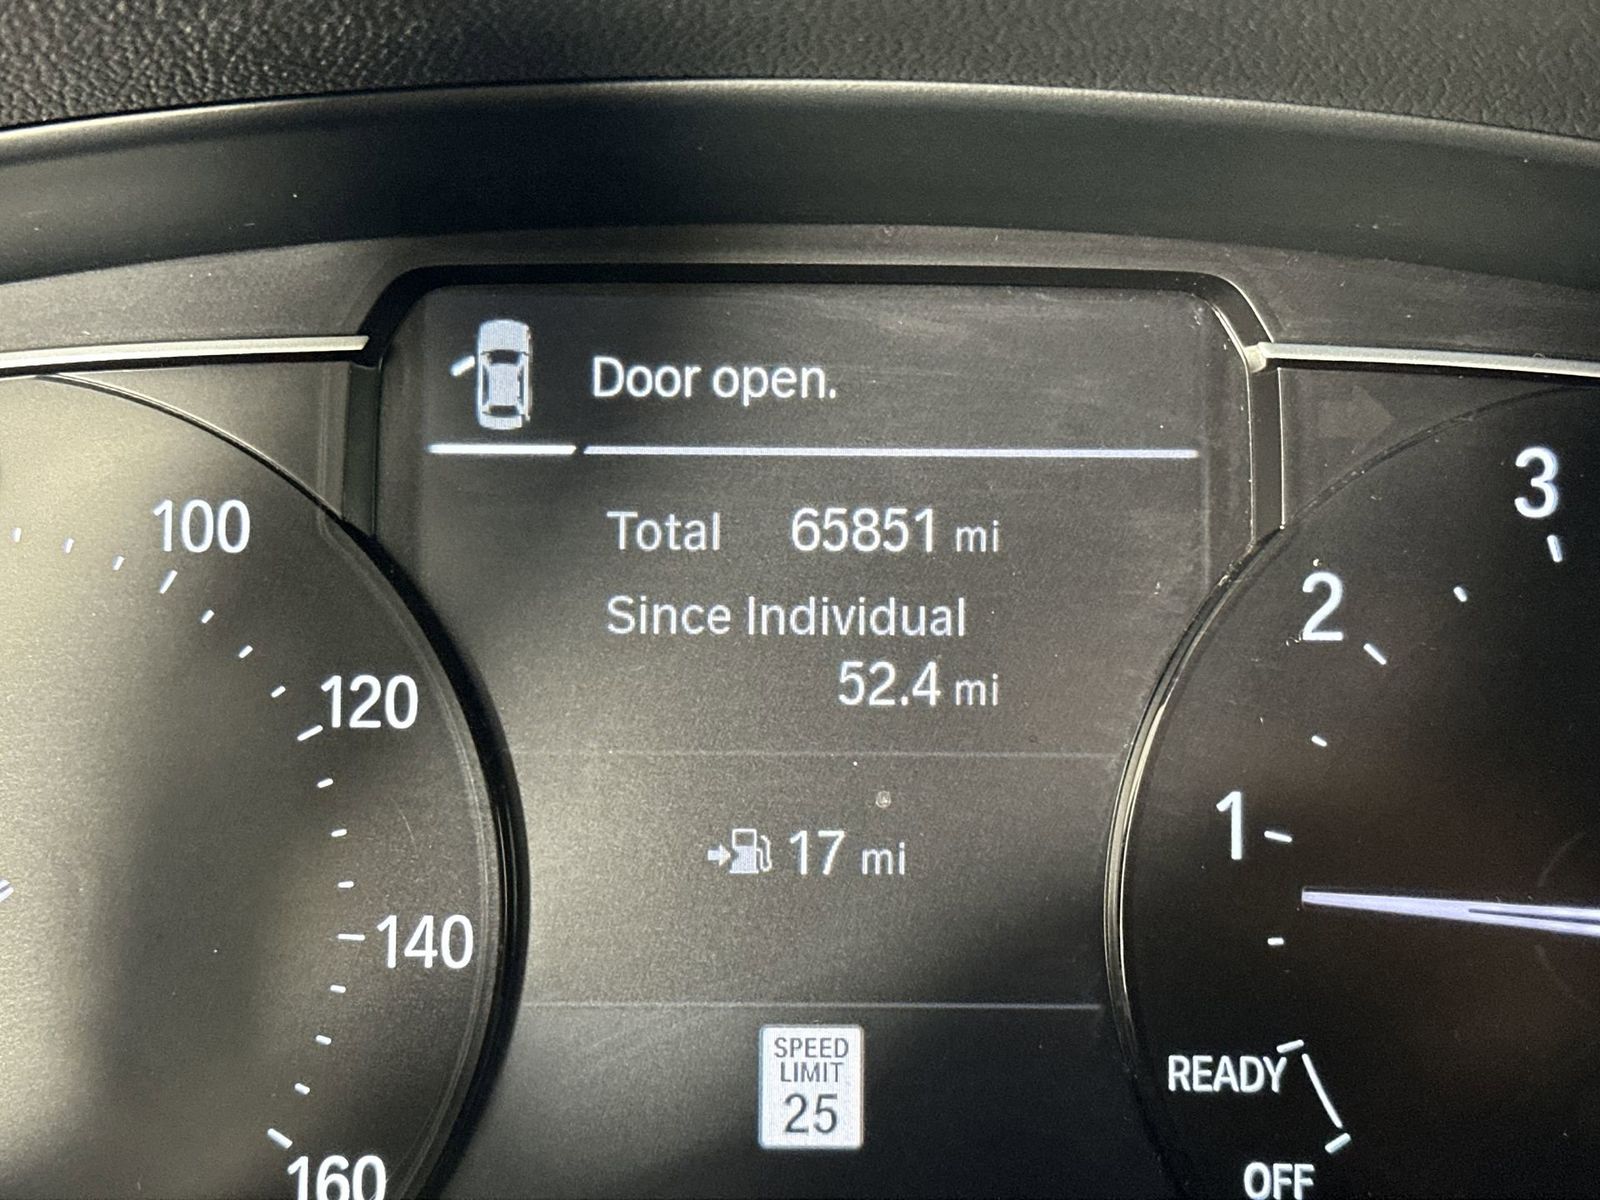 Door open.
Total 65851 mi
Since Individual
52.4 mi
17 mi
SPEED
LIMIT
25
100
120
140
160
3
2
1
READY
OFF